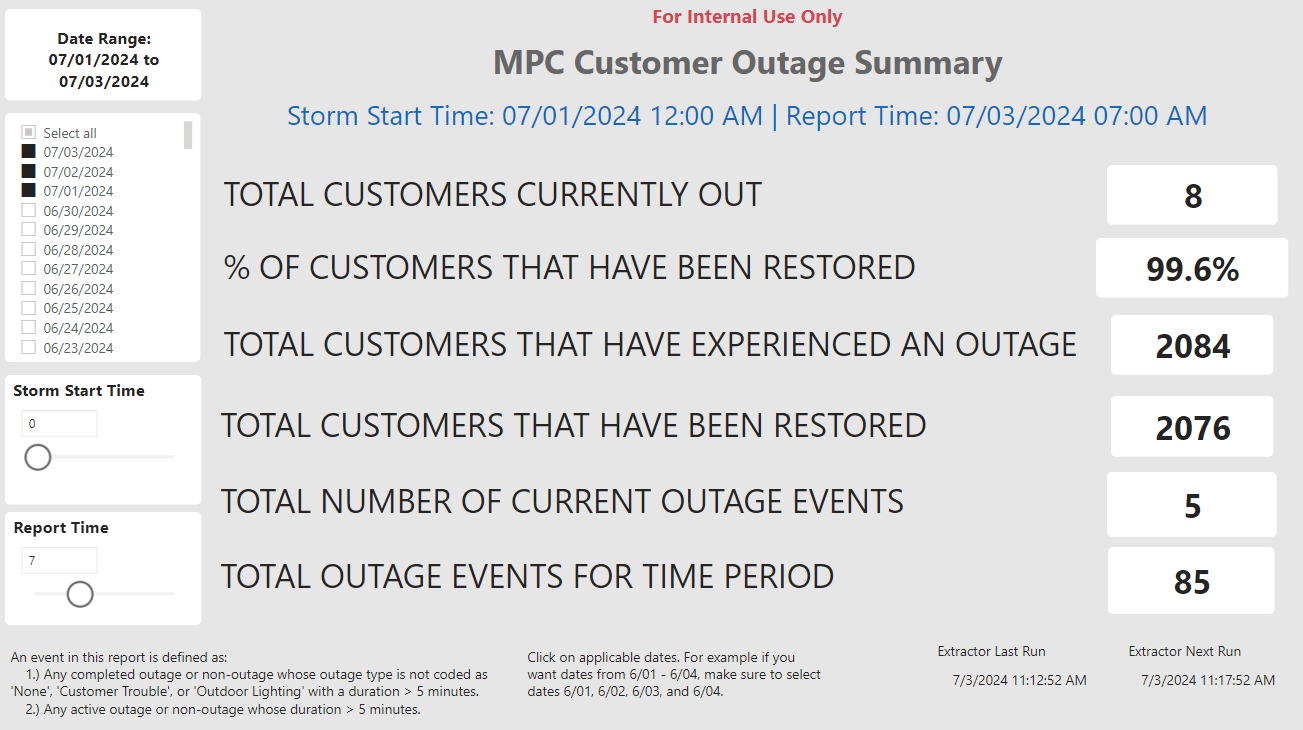 For Internal Use Only
Date Range:
07/01/2024 to
07/03/2024
MPC Customer Outage Summary
Storm Start Time: 07/01/2024 12:00 AM | Report Time: 07/03/2024 07:00 AM
Select all
07/03/2024
07/02/2024
07/01/2024
06/30/2024
06/29/2024
06/28/2024
06/27/2024
06/26/2024
06/25/2024
06/24/2024
06/23/2024
Storm Start Time
0
Report Time
7
TOTAL CUSTOMERS CURRENTLY OUT
8
% OF CUSTOMERS THAT HAVE BEEN RESTORED
99.6%
TOTAL CUSTOMERS THAT HAVE EXPERIENCED AN OUTAGE
2084
TOTAL CUSTOMERS THAT HAVE BEEN RESTORED
2076
TOTAL NUMBER OF CURRENT OUTAGE EVENTS
5
TOTAL OUTAGE EVENTS FOR TIME PERIOD
85
An event in this report is defined as:
1.) Any completed outage or non-outage whose outage type is not coded as
'None', 'Customer Trouble', or 'Outdoor Lighting' with a duration > 5 minutes.
2.) Any active outage or non-outage whose duration > 5 minutes.
Click on applicable dates. For example if you
want dates from 6/01 - 6/04, make sure to select
dates 6/01, 6/02, 6/03, and 6/04.
Extractor Last Run
7/3/2024 11:12:52 AM
Extractor Next Run
7/3/2024 11:17:52 AM